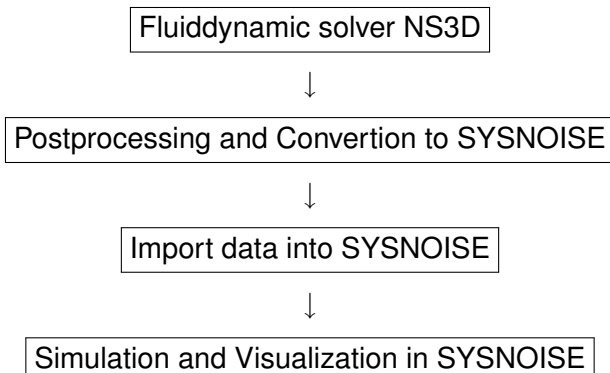 Fluiddynamic solver NS3D
↓
Postprocessing and Convertion to SYSNOISE
↓
Import data into SYSNOISE
↓
Simulation and Visualization in SYSNOISE